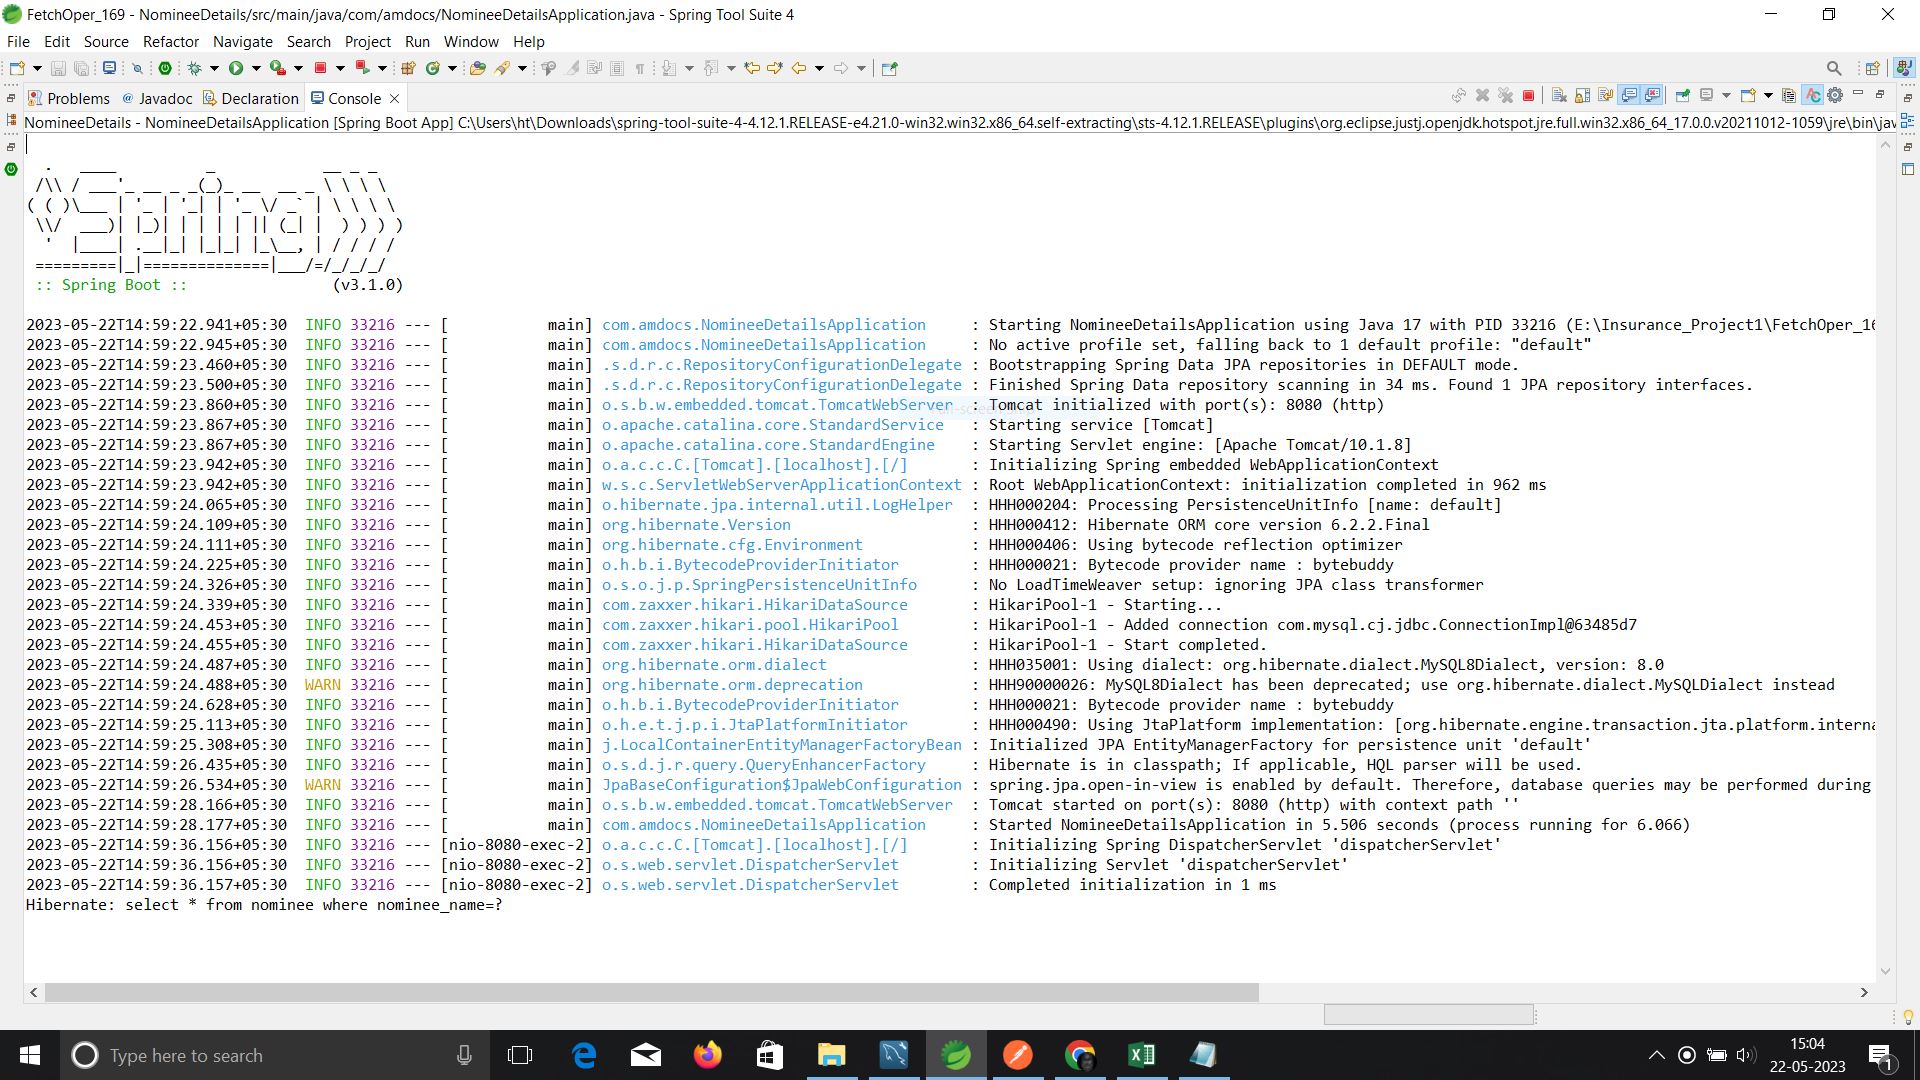 FetchOper_169 - NomineeDetails/src/main/java/com/amdocs/NomineeDetailsApplication.java - Spring Tool Suite 4
File Edit Source Refactor Navigate Search Project Run Window Help
Problems @ Javadoc Declaration Console
NomineeDetails - NomineeDetailsApplication [Spring Boot App] C:\Users\ht\Downloads\spring-tool-suite-4-4.12.1.RELEASE-e4.21.0-win32.win32.x86_64.self-extracting\sts-4.12.1.RELEASE\plugins\org.eclipse.justj.openjdk.hotspot.jre.full.win32.x86_64_17.0.0.v20211012-1059\jre\bin\jav
Spring
:: Spring Boot :: (v3.1.0)
2023-05-22T14:59:22.941+05:30 INFO 33216 --- [ main] com.amdocs.NomineeDetailsApplication : Starting NomineeDetailsApplication using Java 17 with PID 33216 (E:\Insurance_Project1\FetchOper_16
2023-05-22T14:59:22.945+05:30 INFO 33216 --- [ main] com.amdocs.NomineeDetailsApplication : No active profile set, falling back to 1 default profile: "default"
2023-05-22T14:59:23.460+05:30 INFO 33216 --- [ main] .s.d.r.c.RepositoryConfigurationDelegate : Bootstrapping Spring Data JPA repositories in DEFAULT mode.
2023-05-22T14:59:23.500+05:30 INFO 33216 --- [ main] .s.d.r.c.RepositoryConfigurationDelegate : Finished Spring Data repository scanning in 34 ms. Found 1 JPA repository interfaces.
2023-05-22T14:59:23.860+05:30 INFO 33216 --- [ main] o.s.b.w.embedded.tomcat.TomcatWebServer : Tomcat initialized with port(s): 8080 (http)
2023-05-22T14:59:23.867+05:30 INFO 33216 --- [ main] o.apache.catalina.core.StandardService : Starting service [Tomcat]
2023-05-22T14:59:23.867+05:30 INFO 33216 --- [ main] o.apache.catalina.core.StandardEngine : Starting Servlet engine: [Apache Tomcat/10.1.8]
2023-05-22T14:59:23.942+05:30 INFO 33216 --- [ main] o.a.c.c.C.[Tomcat].[localhost].[/] : Initializing Spring embedded WebApplicationContext
2023-05-22T14:59:23.942+05:30 INFO 33216 --- [ main] w.s.c.ServletWebServerApplicationContext : Root WebApplicationContext: initialization completed in 962 ms
2023-05-22T14:59:24.065+05:30 INFO 33216 --- [ main] o.hibernate.jpa.internal.util.LogHelper : HHH000204: Processing PersistenceUnitInfo [name: default]
2023-05-22T14:59:24.109+05:30 INFO 33216 --- [ main] org.hibernate.Version : HHH000412: Hibernate ORM core version 6.2.2.Final
2023-05-22T14:59:24.111+05:30 INFO 33216 --- [ main] org.hibernate.cfg.Environment : HHH000406: Using bytecode reflection optimizer
2023-05-22T14:59:24.225+05:30 INFO 33216 --- [ main] o.h.b.i.BytecodeProviderInitiator : HHH000021: Bytecode provider name : bytebuddy
2023-05-22T14:59:24.326+05:30 INFO 33216 --- [ main] o.s.o.j.p.SpringPersistenceUnitInfo : No LoadTimeWeaver setup: ignoring JPA class transformer
2023-05-22T14:59:24.339+05:30 INFO 33216 --- [ main] com.zaxxer.hikari.HikariDataSource : HikariPool-1 - Starting...
2023-05-22T14:59:24.453+05:30 INFO 33216 --- [ main] com.zaxxer.hikari.pool.HikariPool : HikariPool-1 - Added connection com.mysql.cj.jdbc.ConnectionImpl@63485d7
2023-05-22T14:59:24.455+05:30 INFO 33216 --- [ main] com.zaxxer.hikari.HikariDataSource : HikariPool-1 - Start completed.
2023-05-22T14:59:24.487+05:30 INFO 33216 --- [ main] org.hibernate.orm.dialect : HHH035001: Using dialect: org.hibernate.dialect.MySQL8Dialect, version: 8.0
2023-05-22T14:59:24.488+05:30 WARN 33216 --- [ main] org.hibernate.orm.deprecation : HHH90000026: MySQL8Dialect has been deprecated; use org.hibernate.dialect.MySQLDialect instead
2023-05-22T14:59:24.628+05:30 INFO 33216 --- [ main] o.h.b.i.BytecodeProviderInitiator : HHH000021: Bytecode provider name : bytebuddy
2023-05-22T14:59:25.113+05:30 INFO 33216 --- [ main] o.h.e.t.j.p.i.JtaPlatformInitiator : HHH000490: Using JtaPlatform implementation: [org.hibernate.engine.transaction.jta.platform.interna
2023-05-22T14:59:25.308+05:30 INFO 33216 --- [ main] j.LocalContainerEntityManagerFactoryBean : Initialized JPA EntityManagerFactory for persistence unit 'default'
2023-05-22T14:59:26.435+05:30 INFO 33216 --- [ main] o.s.d.j.r.query.QueryEnhancerFactory : Hibernate is in classpath; If applicable, HQL parser will be used.
2023-05-22T14:59:26.534+05:30 WARN 33216 --- [ main] JpaBaseConfiguration$JpaWebConfiguration : spring.jpa.open-in-view is enabled by default. Therefore, database queries may be performed during
2023-05-22T14:59:28.166+05:30 INFO 33216 --- [ main] o.s.b.w.embedded.tomcat.TomcatWebServer : Tomcat started on port(s): 8080 (http) with context path ''
2023-05-22T14:59:28.177+05:30 INFO 33216 --- [ main] com.amdocs.NomineeDetailsApplication : Started NomineeDetailsApplication in 5.506 seconds (process running for 6.066)
2023-05-22T14:59:36.156+05:30 INFO 33216 --- [nio-8080-exec-2] o.a.c.c.C.[Tomcat].[localhost].[/] : Initializing Spring DispatcherServlet 'dispatcherServlet'
2023-05-22T14:59:36.156+05:30 INFO 33216 --- [nio-8080-exec-2] o.s.web.servlet.DispatcherServlet : Initializing Servlet 'dispatcherServlet'
2023-05-22T14:59:36.157+05:30 INFO 33216 --- [nio-8080-exec-2] o.s.web.servlet.DispatcherServlet : Completed initialization in 1 ms
Hibernate: select * from nominee where nominee_name=?
Type here to search
15:04
22-05-2023
1